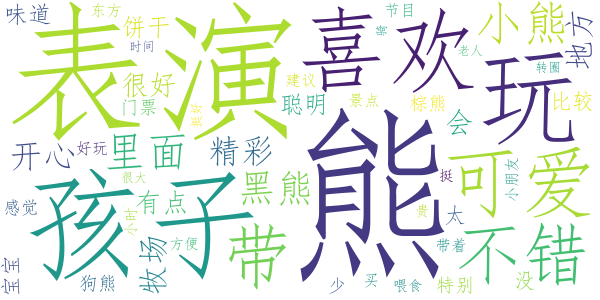 味道
东方
饼干
时间
很好
门票
表演
喜欢
节目
老人
建议
聪明
景点
棕熊
转圈
小熊
地方
玩
比较
会
开心
好玩
里面
精彩
熊
可爱
小朋友
挺
黑熊
孩子
很大
有点
感觉
牧场
方便
带
贵
太
带着
不错
宝宝
狗熊
少
买
喂食
特别
没